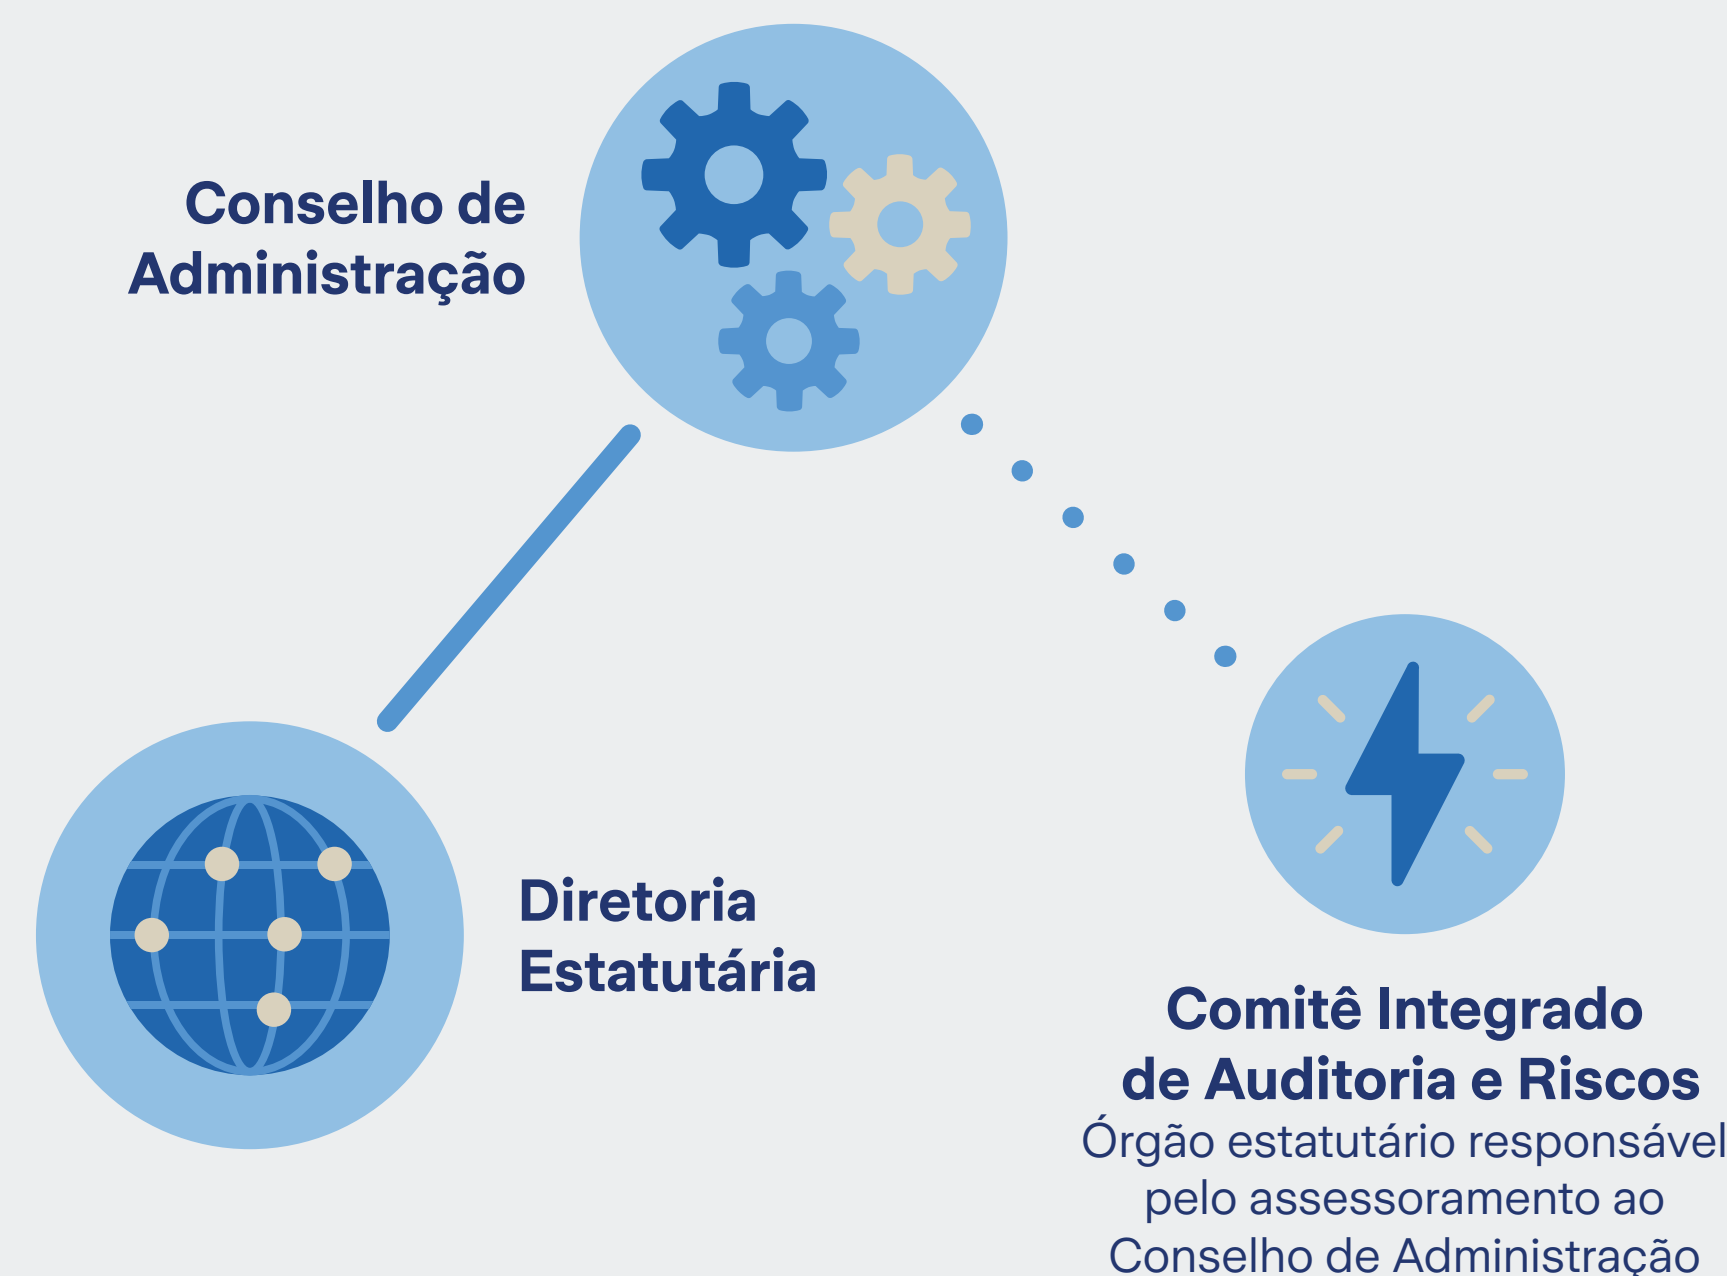 Conselho de
Administração
Diretoria
Estatutária
Comitê Integrado
de Auditoria e Riscos
Órgão estatutário responsável
pelo assessoramento ao
Conselho de Administração